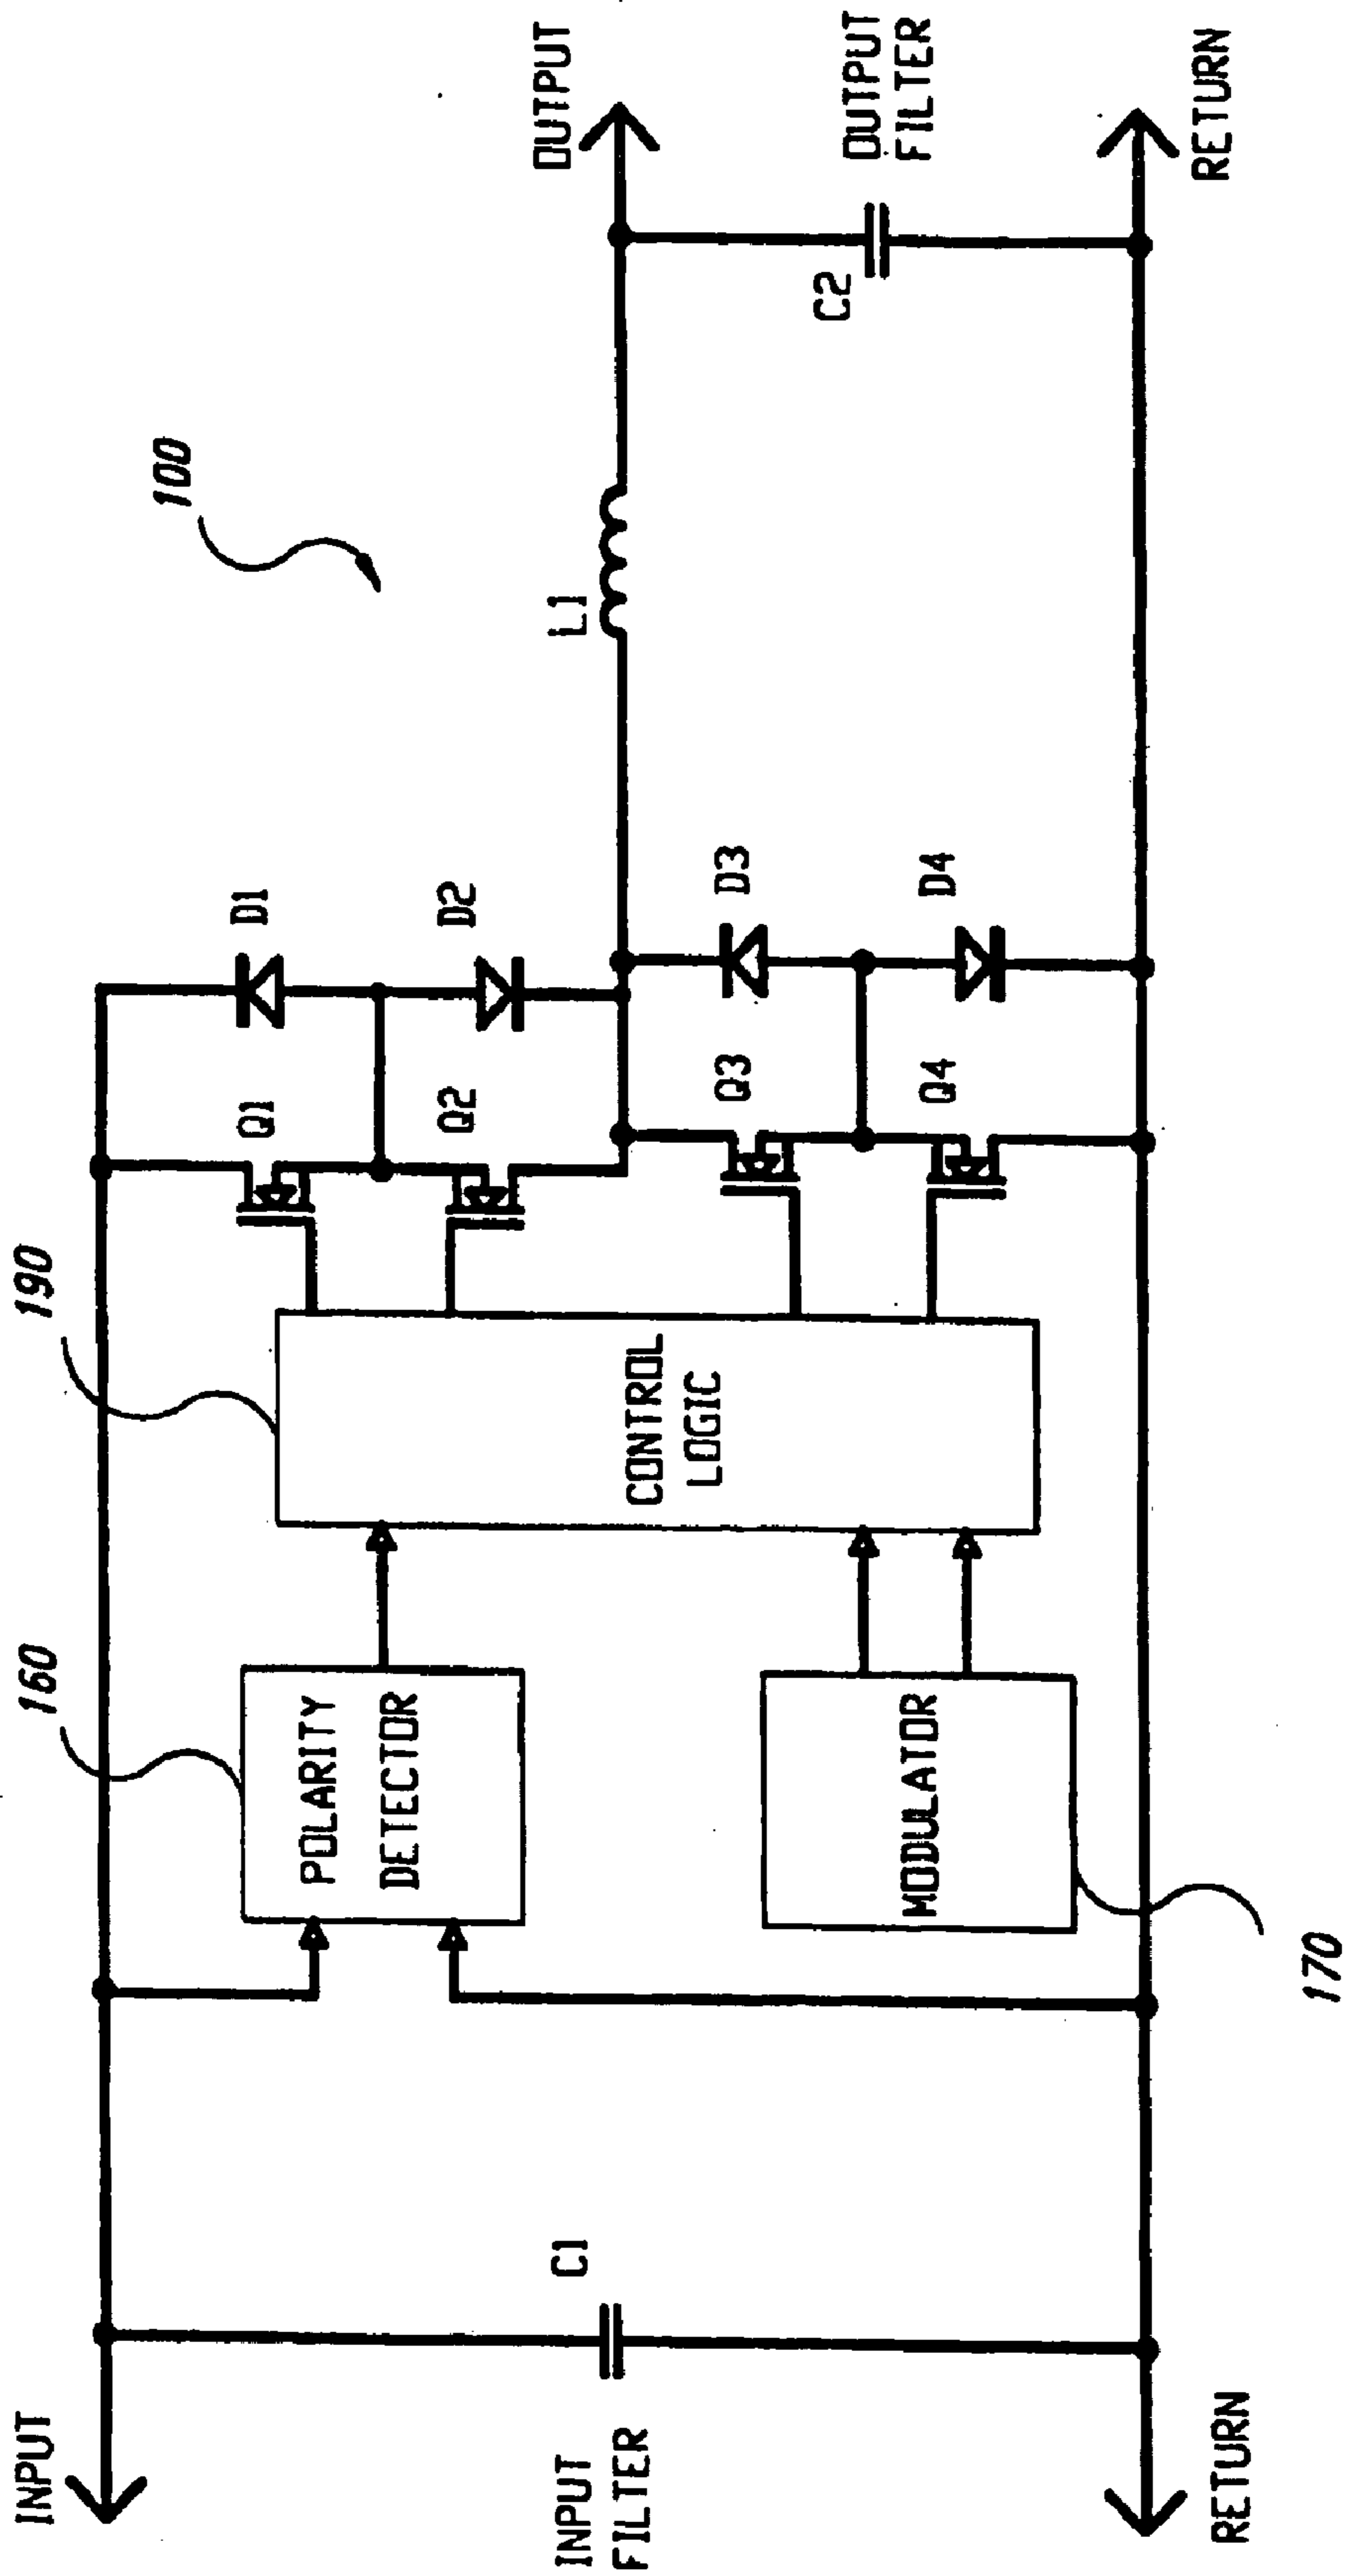 INPUT
190
160
100
D1
Q1
D2
Q2
OUTPUT
L1
POLARITY
DETECTOR
CONTROL
LOGIC
C1
INPUT
FILTER
D3
Q3
D4
Q4
C2
OUTPUT
FILTER
MODULATOR
RETURN
RETURN
170